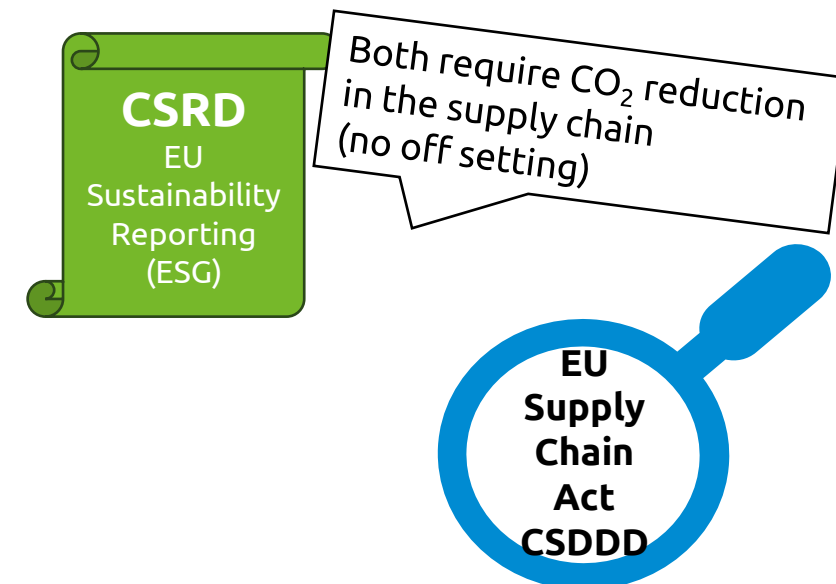 CSRD
EU
Sustainability
Reporting
(ESG)
Both require CO₂ reduction
in the supply chain
(no off setting)
EU
Supply
Chain
Act
CSDDD